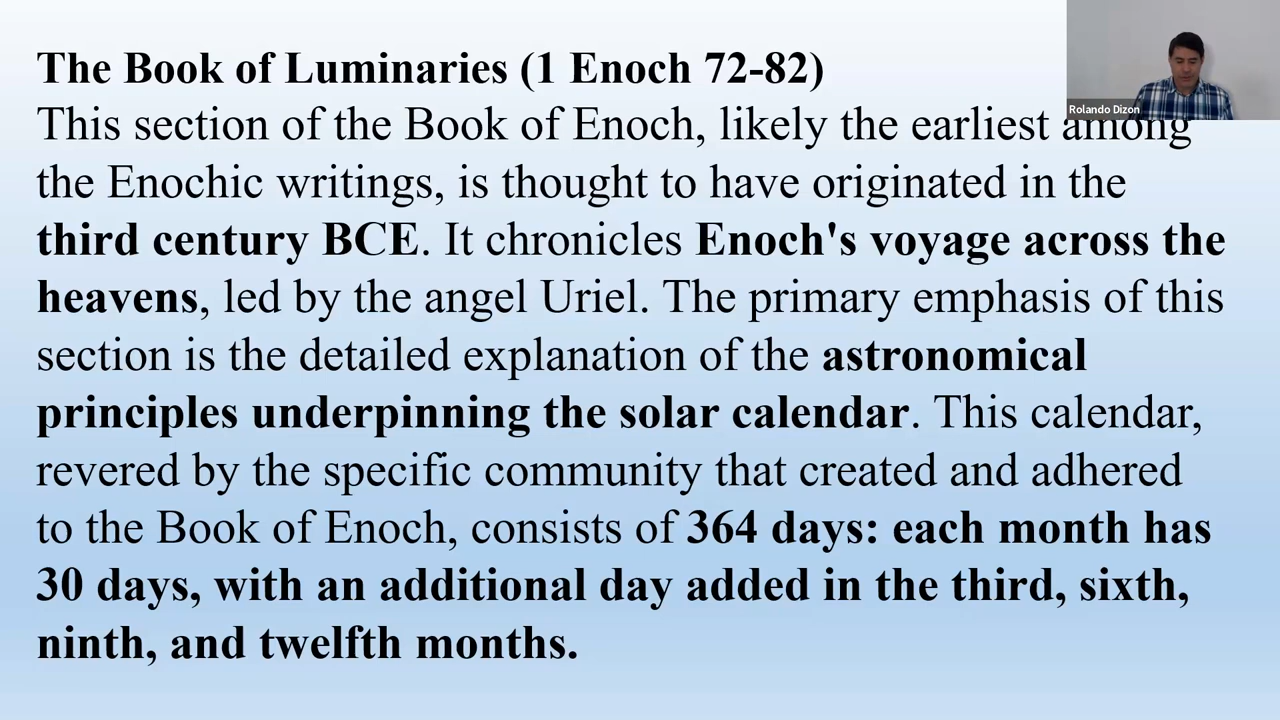 The Book of Luminaries (1 Enoch 72-82)
Rolando Dizon
This section of the Book of Enoch, likely the earliest among
the Enochic writings, is thought to have originated in the
third century BCE. It chronicles Enoch's voyage across the
heavens, led by the angel Uriel. The primary emphasis of this
section is the detailed explanation of the astronomical
principles underpinning the solar calendar. This calendar,
revered by the specific community that created and adhered
to the Book of Enoch, consists of 364 days: each month has
30 days, with an additional day added in the third, sixth,
ninth, and twelfth months.